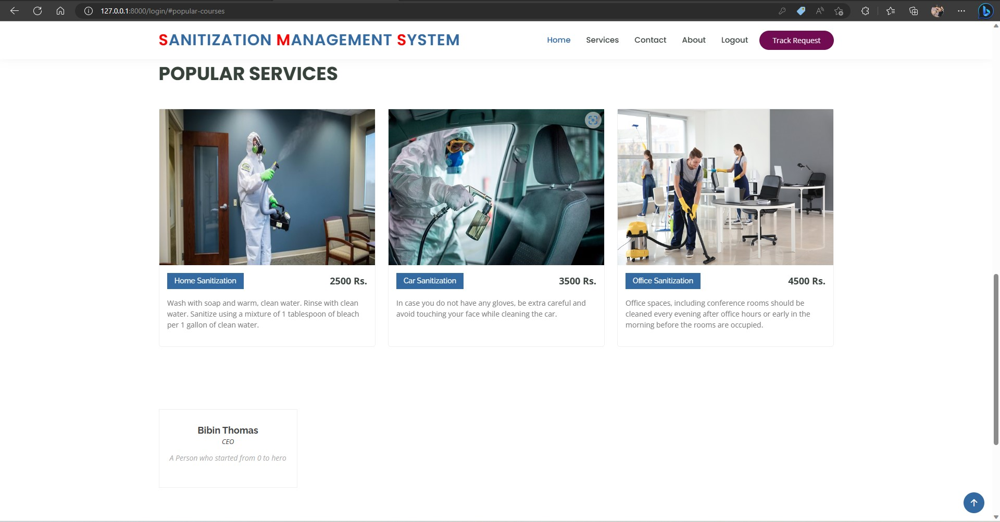 127.0.0.1:8000/login/#popular-courses
SANITIZATION MANAGEMENT SYSTEM
Home Services Contact About Logout Track Request
POPULAR SERVICES
Home Sanitization 2500 Rs.
Wash with soap and warm, clean water. Rinse with clean
water. Sanitize using a mixture of 1 tablespoon of bleach
per 1 gallon of clean water.
Car Sanitization 3500 Rs.
In case you do not have any gloves, be extra careful and
avoid touching your face while cleaning the car.
Office Sanitization 4500 Rs.
Office spaces, including conference rooms should be
cleaned every evening after office hours or early in the
morning before the rooms are occupied.
Bibin Thomas
CEO
A Person who started from 0 to hero